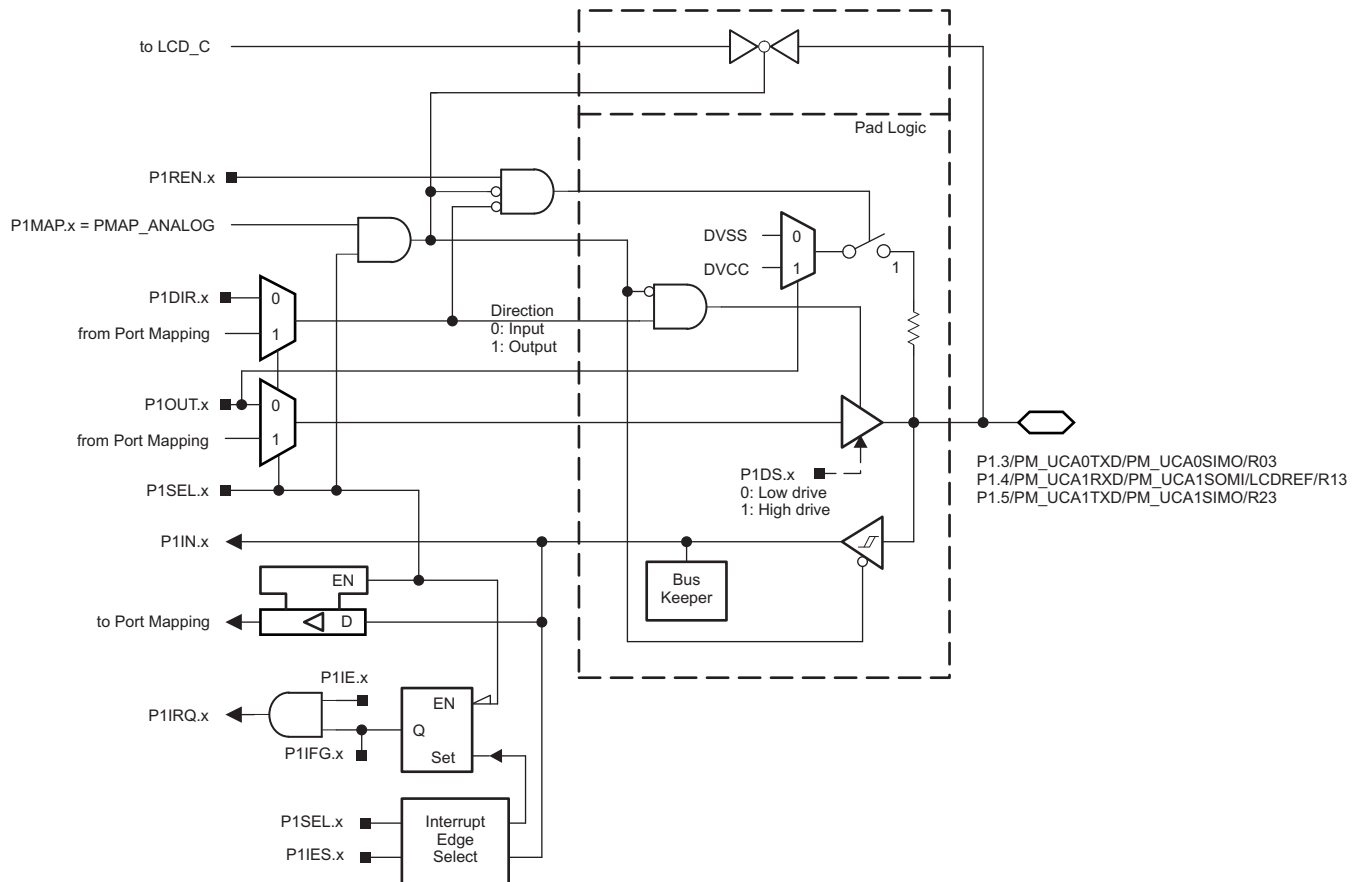 to LCD_C
Pad Logic
P1REN.x
P1MAP.x = PMAP_ANALOG
DVSS
0
DVCC
1
1
P1DIR.x
0
from Port Mapping
1
Direction
0: Input
1: Output
P1OUT.x
0
from Port Mapping
1
P1SEL.x
P1DS.x
0: Low drive
1: High drive
P1.3/PM_UCA0TXD/PM_UCA0SIMO/R03
P1.4/PM_UCA1RXD/PM_UCA1SOMI/LCDREF/R13
P1.5/PM_UCA1TXD/PM_UCA1SIMO/R23
P1IN.x
Bus
Keeper
EN
to Port Mapping
D
P1IE.x
EN
P1IRQ.x
Q
P1IFG.x
Set
P1SEL.x
P1IES.x
Interrupt
Edge
Select